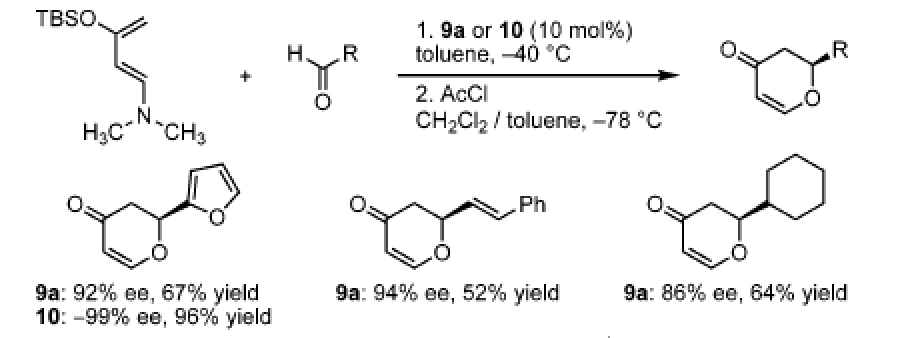 TBSO
N
H₃C
CH₃
+
H
R
O
1. 9a or 10 (10 mol%)
toluene, –40 °C
2. AcCl
CH₂Cl₂ / toluene, –78 °C
O
R
O
O
O
O
9a: 92% ee, 67% yield
10: –99% ee, 96% yield
O
Ph
O
9a: 94% ee, 52% yield
O
O
9a: 86% ee, 64% yield